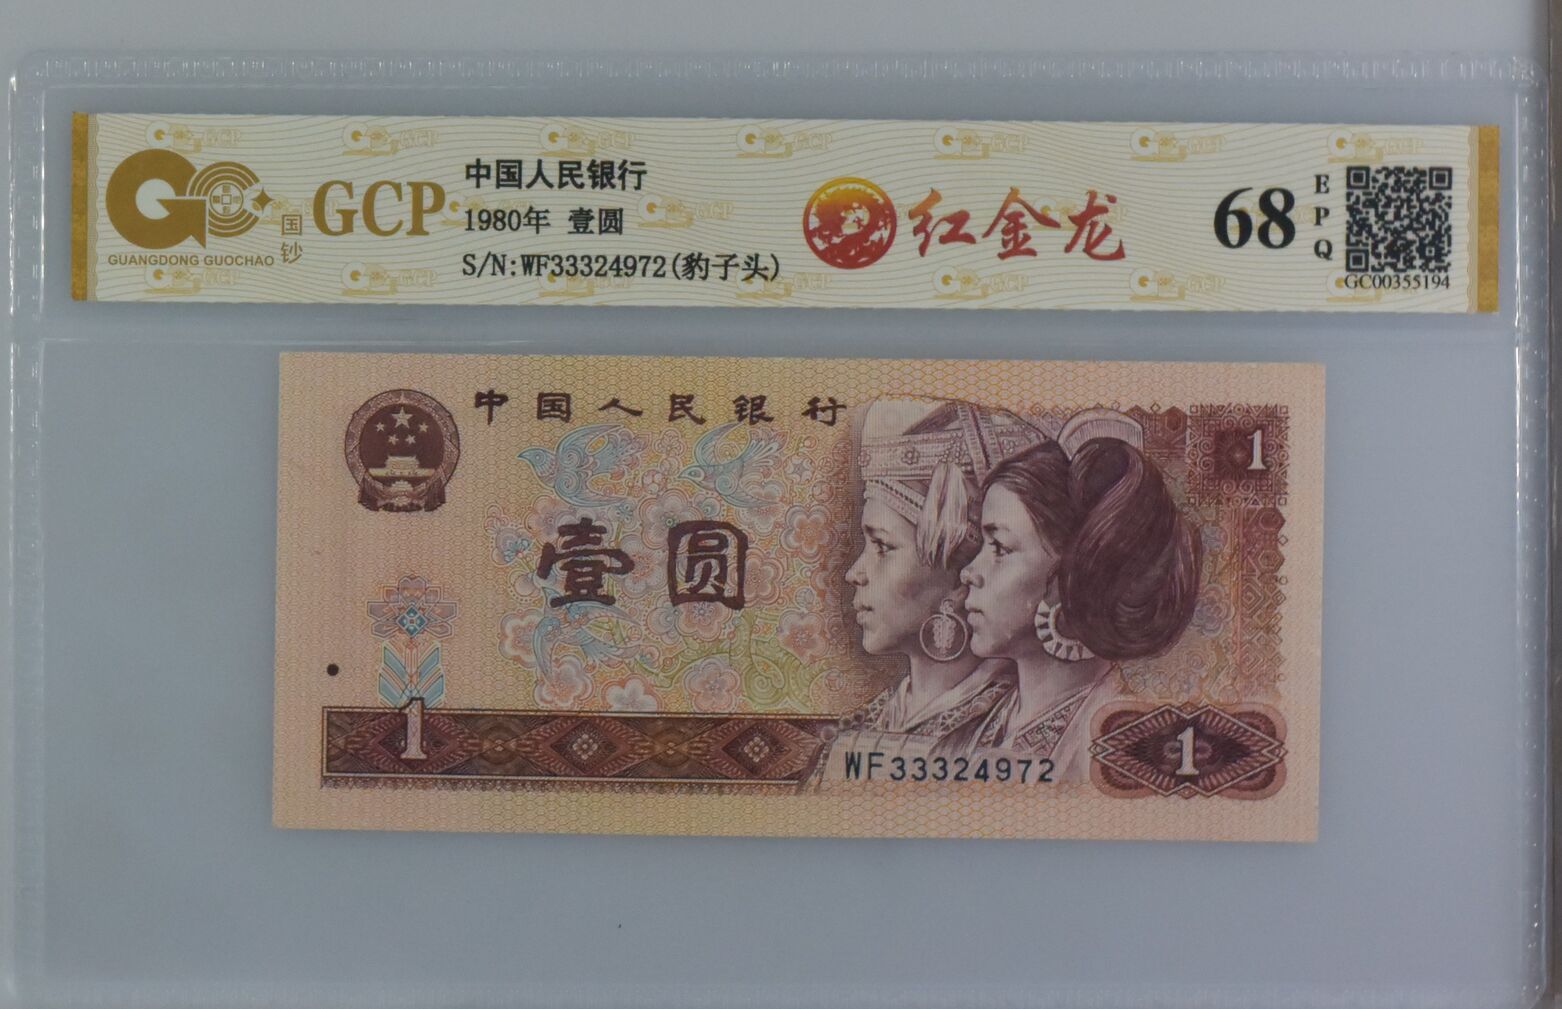 GUANGDONG GUOCHAO
国钞
GCP
中国人民银行
1980年 壹圆
S/N:WF33324972(豹子头)
红金龙
68
EPQ
GC00355194
中国人民银行
1
壹圆
1
WF33324972
1